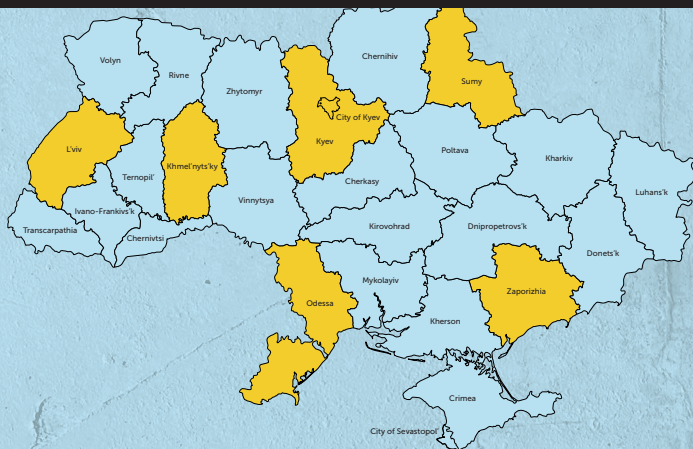 Volyn
Rivne
Zhytomyr
Chernihiv
Sumy
City of Kyev
Kyev
L'viv
Khmel'nyts'ky
Ternopil'
Poltava
Kharkiv
Luhans'k
Cherkasy
Vinnytsya
Ivano-Frankivs'k
Transcarpathia
Chernivtsi
Kirovohrad
Dnipropetrovs'k
Donets'k
Mykolayiv
Zaporizhia
Odessa
Kherson
Crimea
City of Sevastopol'